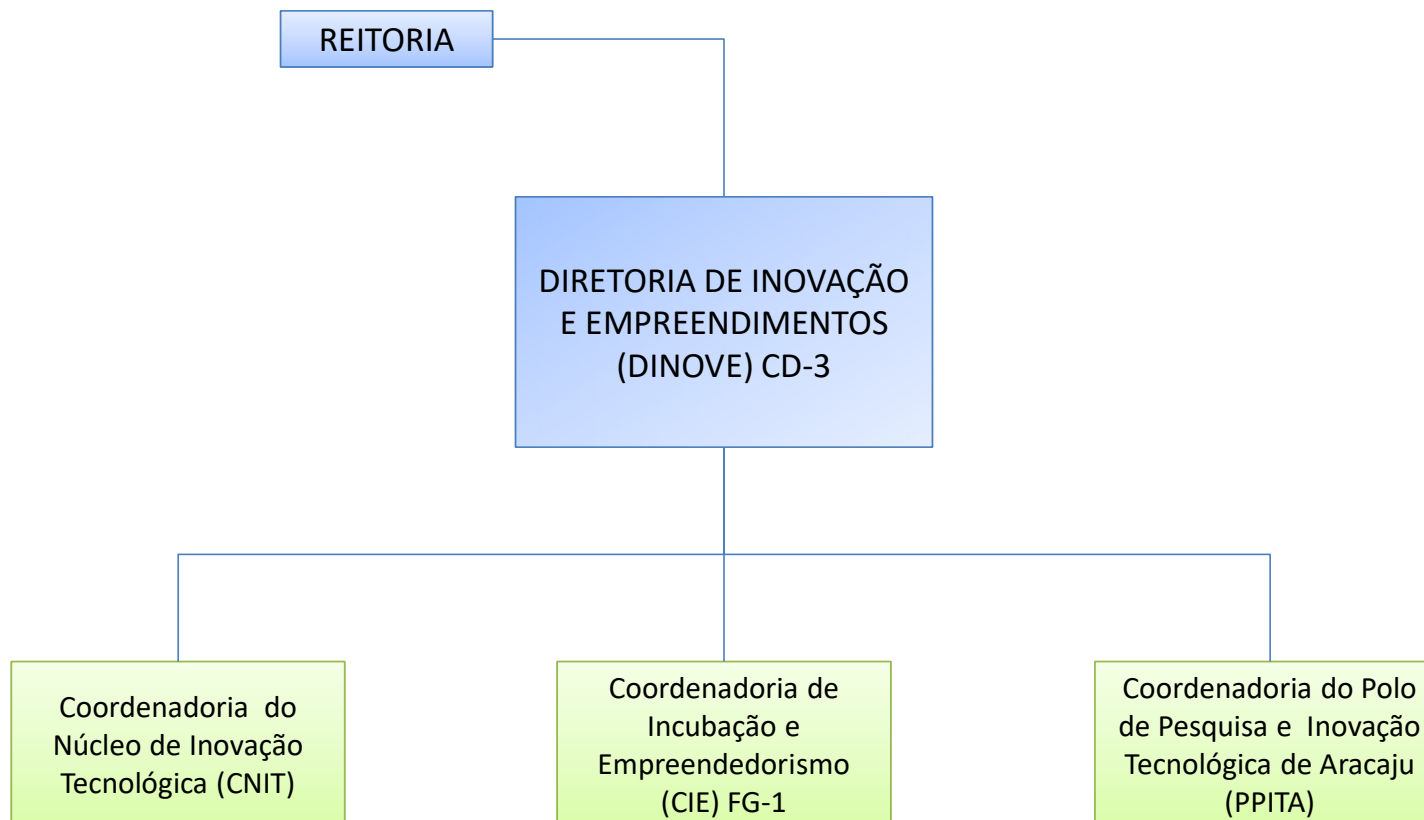 REITORIA
DIRETORIA DE INOVAÇÃO
E EMPREENDIMENTOS
(DINOVE) CD-3
Coordenadoria do
Núcleo de Inovação
Tecnológica (CNIT)
Coordenadoria de
Incubação e
Empreendedorismo
(CIE) FG-1
Coordenadoria do Polo
de Pesquisa e Inovação
Tecnológica de Aracaju
(PPITA)